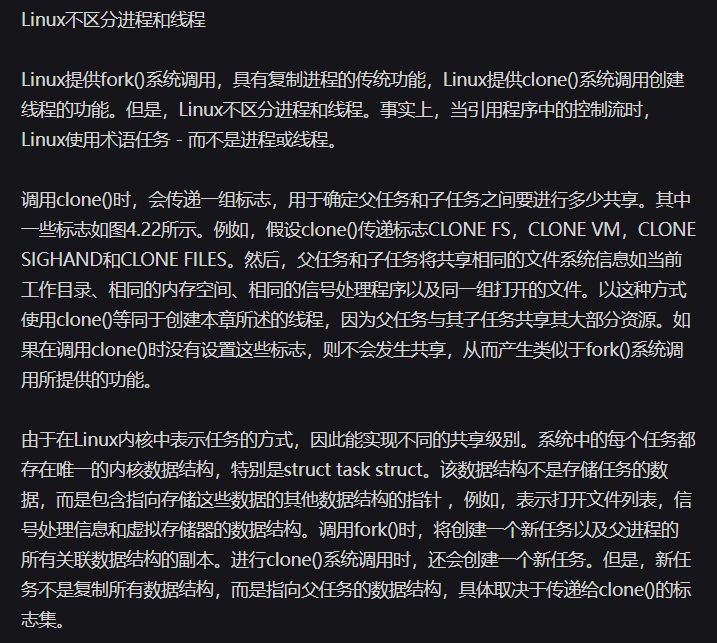 Linux不区分进程和线程
Linux提供fork()系统调用，具有复制进程的传统功能，Linux提供clone()系统调用创建
线程的功能。但是，Linux不区分进程和线程。事实上，当引用程序中的控制流时，
Linux使用术语任务 - 而不是进程或线程。
调用clone()时，会传递一组标志，用于确定父任务和子任务之间要进行多少共享。其中
一些标志如图4.22所示。例如，假设clone()传递标志CLONE FS，CLONE VM，CLONE
SIGHAND和CLONE FILES。然后，父任务和子任务将共享相同的文件系统信息如当前
工作目录、相同的内存空间、相同的信号处理程序以及同一组打开的文件。以这种方式
使用clone()等同于创建本章所述的线程，因为父任务与其子任务共享其大部分资源。如
果在调用clone()时没有设置这些标志，则不会发生共享，从而产生类似于fork()系统调
用所提供的功能。
由于在Linux内核中表示任务的方式，因此能实现不同的共享级别。系统中的每个任务都
存在唯一的内核数据结构，特别是struct task struct。该数据结构不是存储任务的数
据，而是包含指向存储这些数据的其他数据结构的指针 ，例如，表示打开文件列表，信
号处理信息和虚拟存储器的数据结构。调用fork()时，将创建一个新任务以及父进程的
所有关联数据结构的副本。进行clone()系统调用时，还会创建一个新任务。但是，新任
务不是复制所有数据结构，而是指向父任务的数据结构，具体取决于传递给clone()的标
志集。